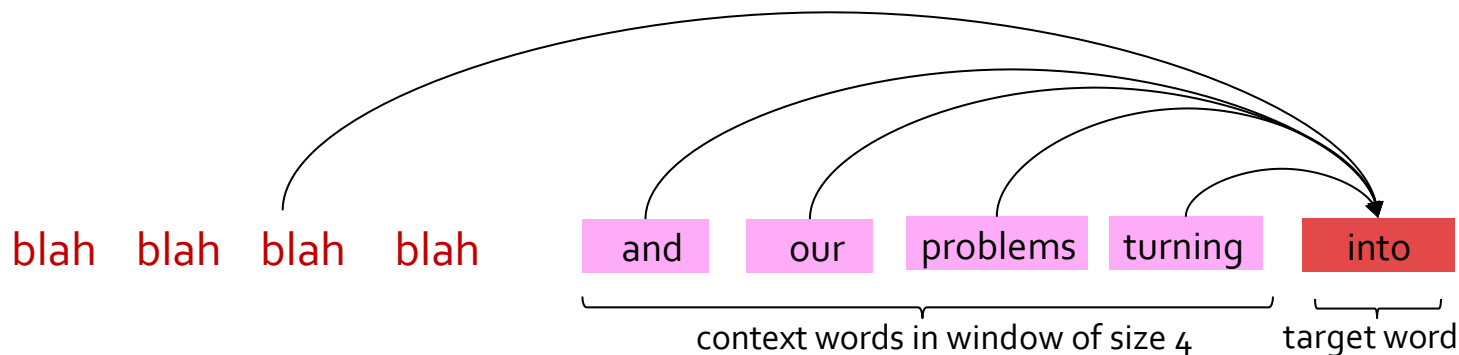 blah blah blah blah and our problems turning into
context words in window of size 4 target word